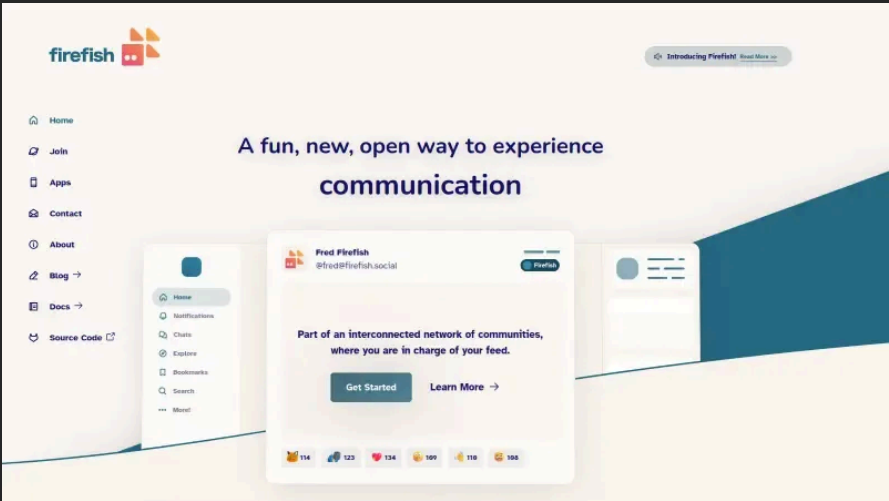 firefish
Introducing Firefish! Read More
Home
Join
Apps
Contact
About
Blog →
Docs →
Source Code
A fun, new, open way to experience
communication
Home
Notifications
Chats
Explore
Bookmarks
Search
More!
Fred Firefish
@fred@firefish.social
Firefish
Part of an interconnected network of communities,
where you are in charge of your feed.
Get Started
Learn More →
114 123 134 109 110 108